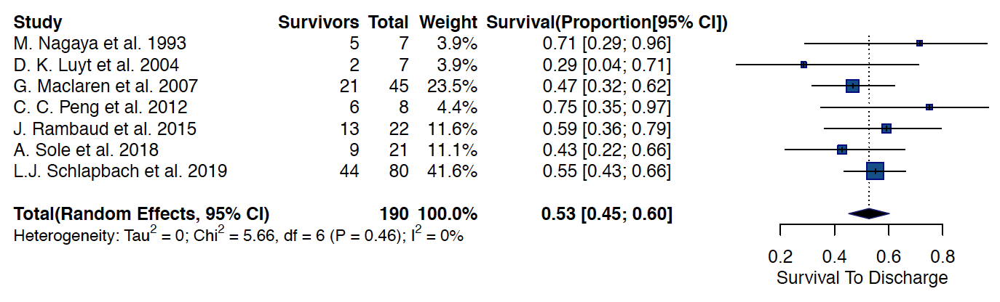 Study Survivors Total Weight Survival(Proportion[95% CI])
M. Nagaya et al. 1993 5 7 3.9% 0.71 [0.29; 0.96]
D. K. Luyt et al. 2004 2 7 3.9% 0.29 [0.04; 0.71]
G. Maclaren et al. 2007 21 45 23.5% 0.47 [0.32; 0.62]
C. C. Peng et al. 2012 6 8 4.4% 0.75 [0.35; 0.97]
J. Rambaud et al. 2015 13 22 11.6% 0.59 [0.36; 0.79]
A. Sole et al. 2018 9 21 11.1% 0.43 [0.22; 0.66]
L.J. Schlapbach et al. 2019 44 80 41.6% 0.55 [0.43; 0.66]
Total(Random Effects, 95% CI) 190 100.0% 0.53 [0.45; 0.60]
Heterogeneity: Tau² = 0; Chi² = 5.66, df = 6 (P = 0.46); I² = 0%
0.2 0.4 0.6 0.8
Survival To Discharge